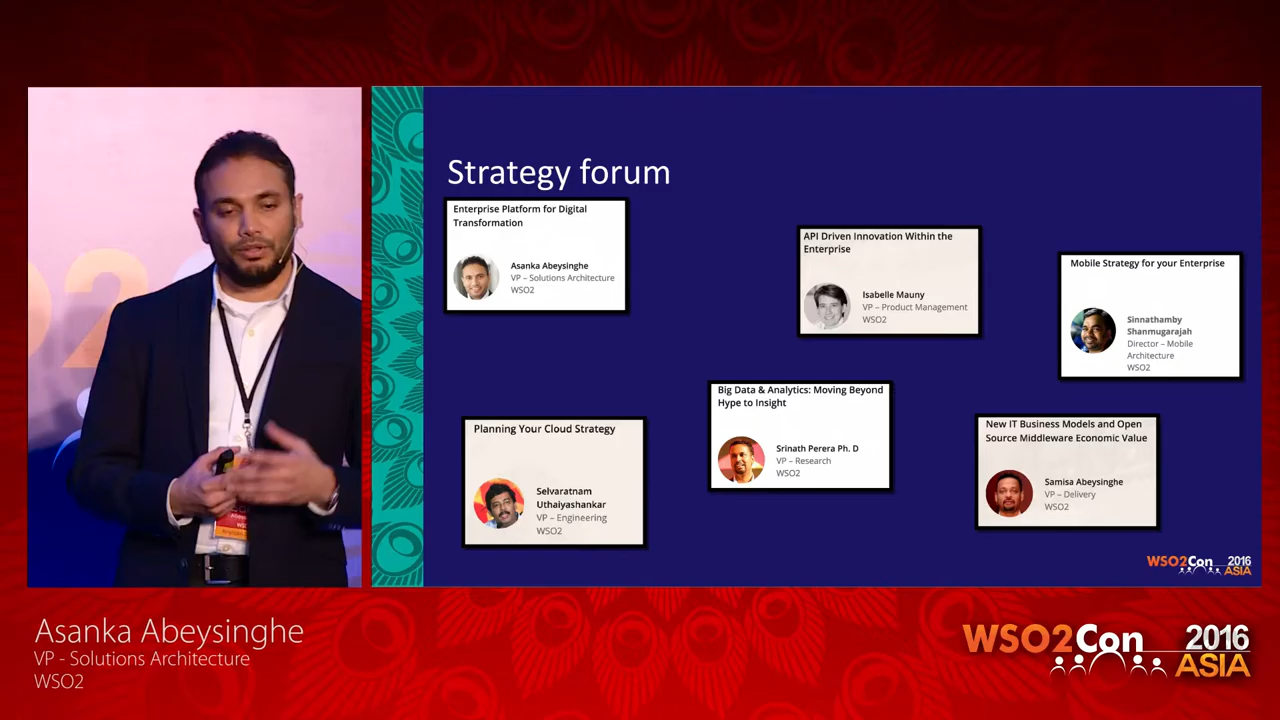 Strategy forum
Enterprise Platform for Digital
Transformation
Asanka Abeysinghe
VP – Solutions Architecture
WSO2
API Driven Innovation Within the
Enterprise
Isabelle Mauny
VP – Product Management
WSO2
Mobile Strategy for your Enterprise
Sinnathamby
Shanmugarajah
Director – Mobile
Architecture
WSO2
Planning Your Cloud Strategy
Selvaratnam
Uthaiyashankar
VP – Engineering
WSO2
Big Data & Analytics: Moving Beyond
Hype to Insight
Srinath Perera Ph. D
VP – Research
WSO2
New IT Business Models and Open
Source Middleware Economic Value
Samisa Abeysinghe
VP – Delivery
WSO2
WSO2Con 2016
ASIA
Asanka Abeysinghe
VP - Solutions Architecture
WSO2
WSO2Con 2016
ASIA